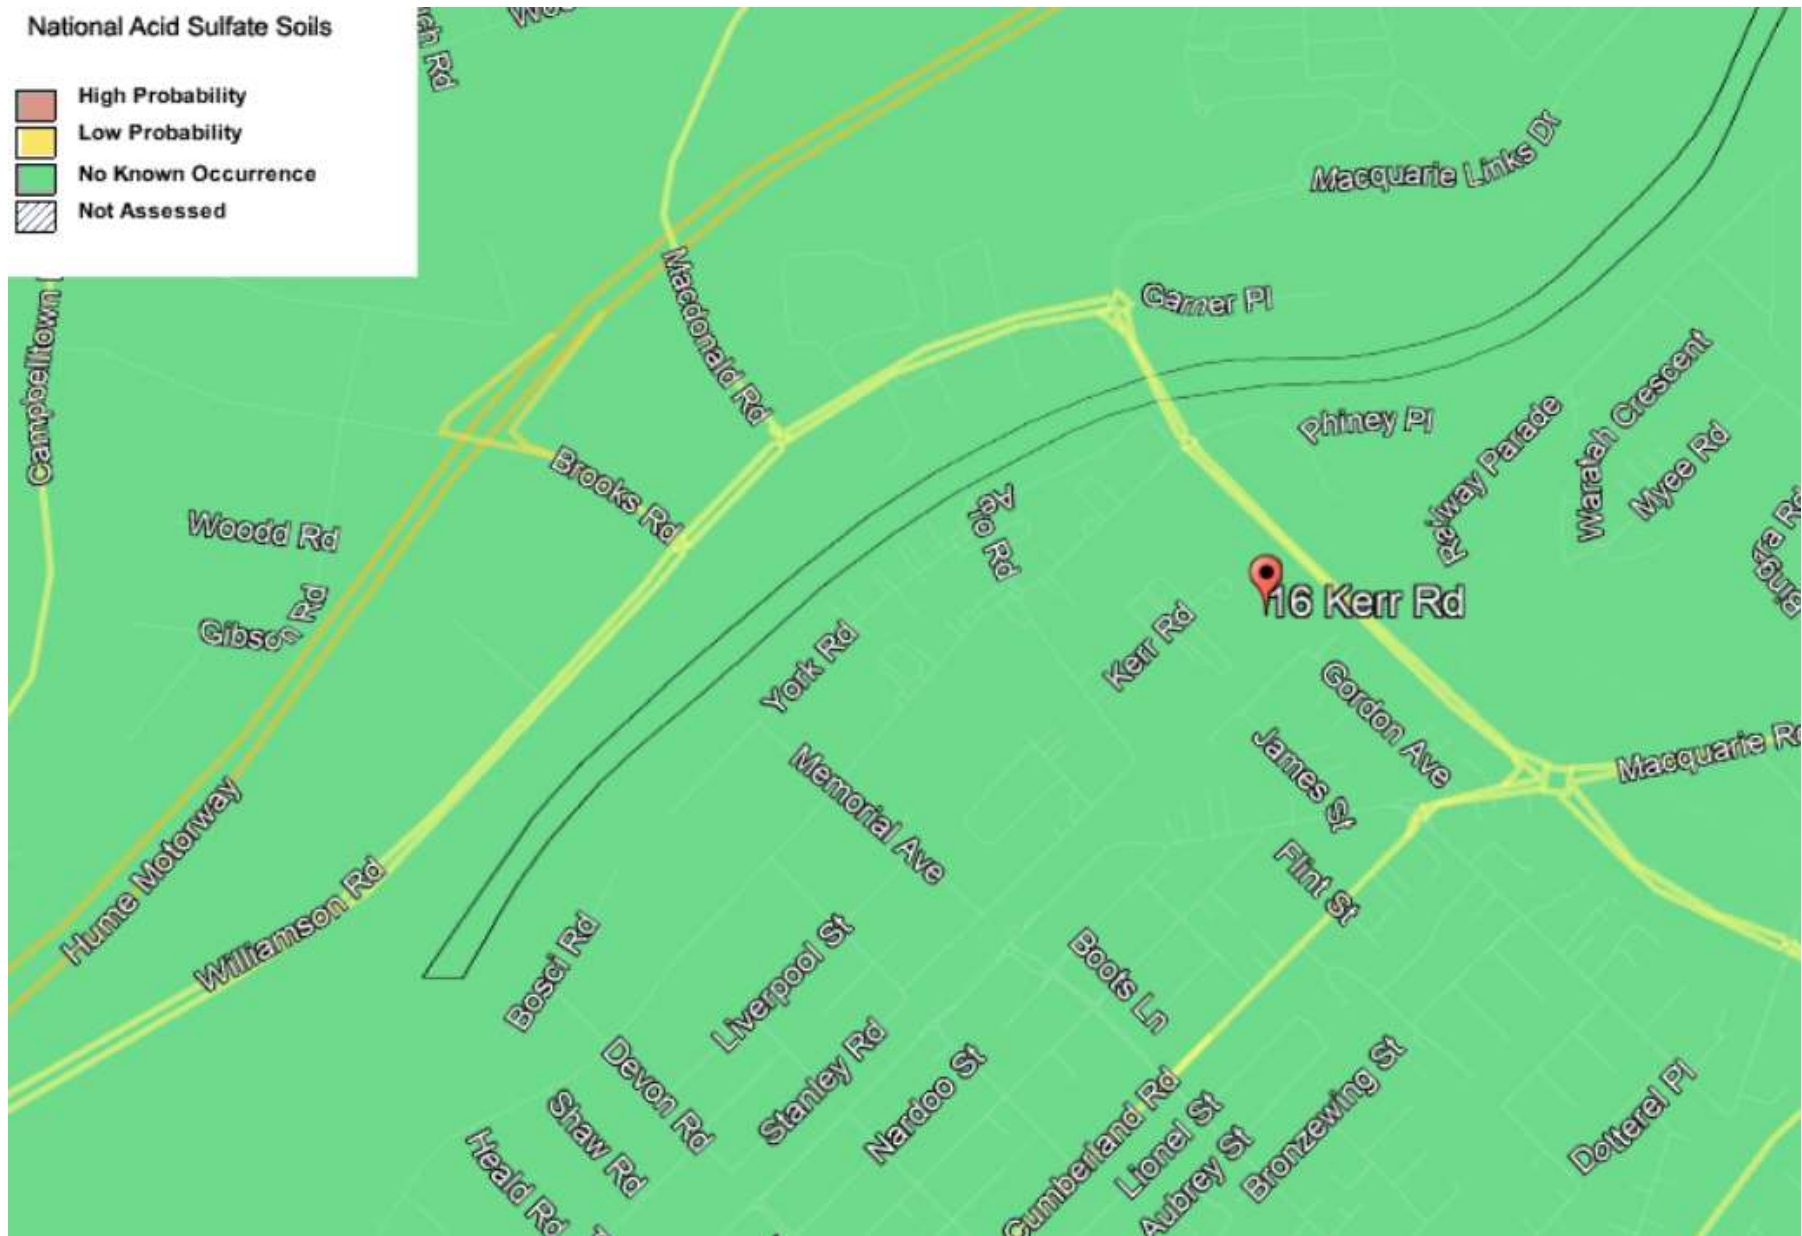 National Acid Sulfate Soils
High Probability
Low Probability
No Known Occurrence
Not Assessed
Macquarie Links Dr
Macdonald Rd
Garner Pl
Campbelltown
Phiney Pl
Railway Parade
Waratah Crescent
Myee Rd
Brooks Rd
Woodd Rd
Aero Rd
Gibson Rd
16 Kerr Rd
York Rd
Kerr Rd
Gordon Ave
James St
Macquarie Rd
Memorial Ave
Hume Motorway
Flint St
Williamson Rd
Bosci Rd
Liverpool St
Boots Ln
Devon Rd
Stanley Rd
Nardoo St
Shaw Rd
Heald Rd
Cumberland Rd
Lionel St
Aubrey St
Bronzewing St
Dotterel Pl